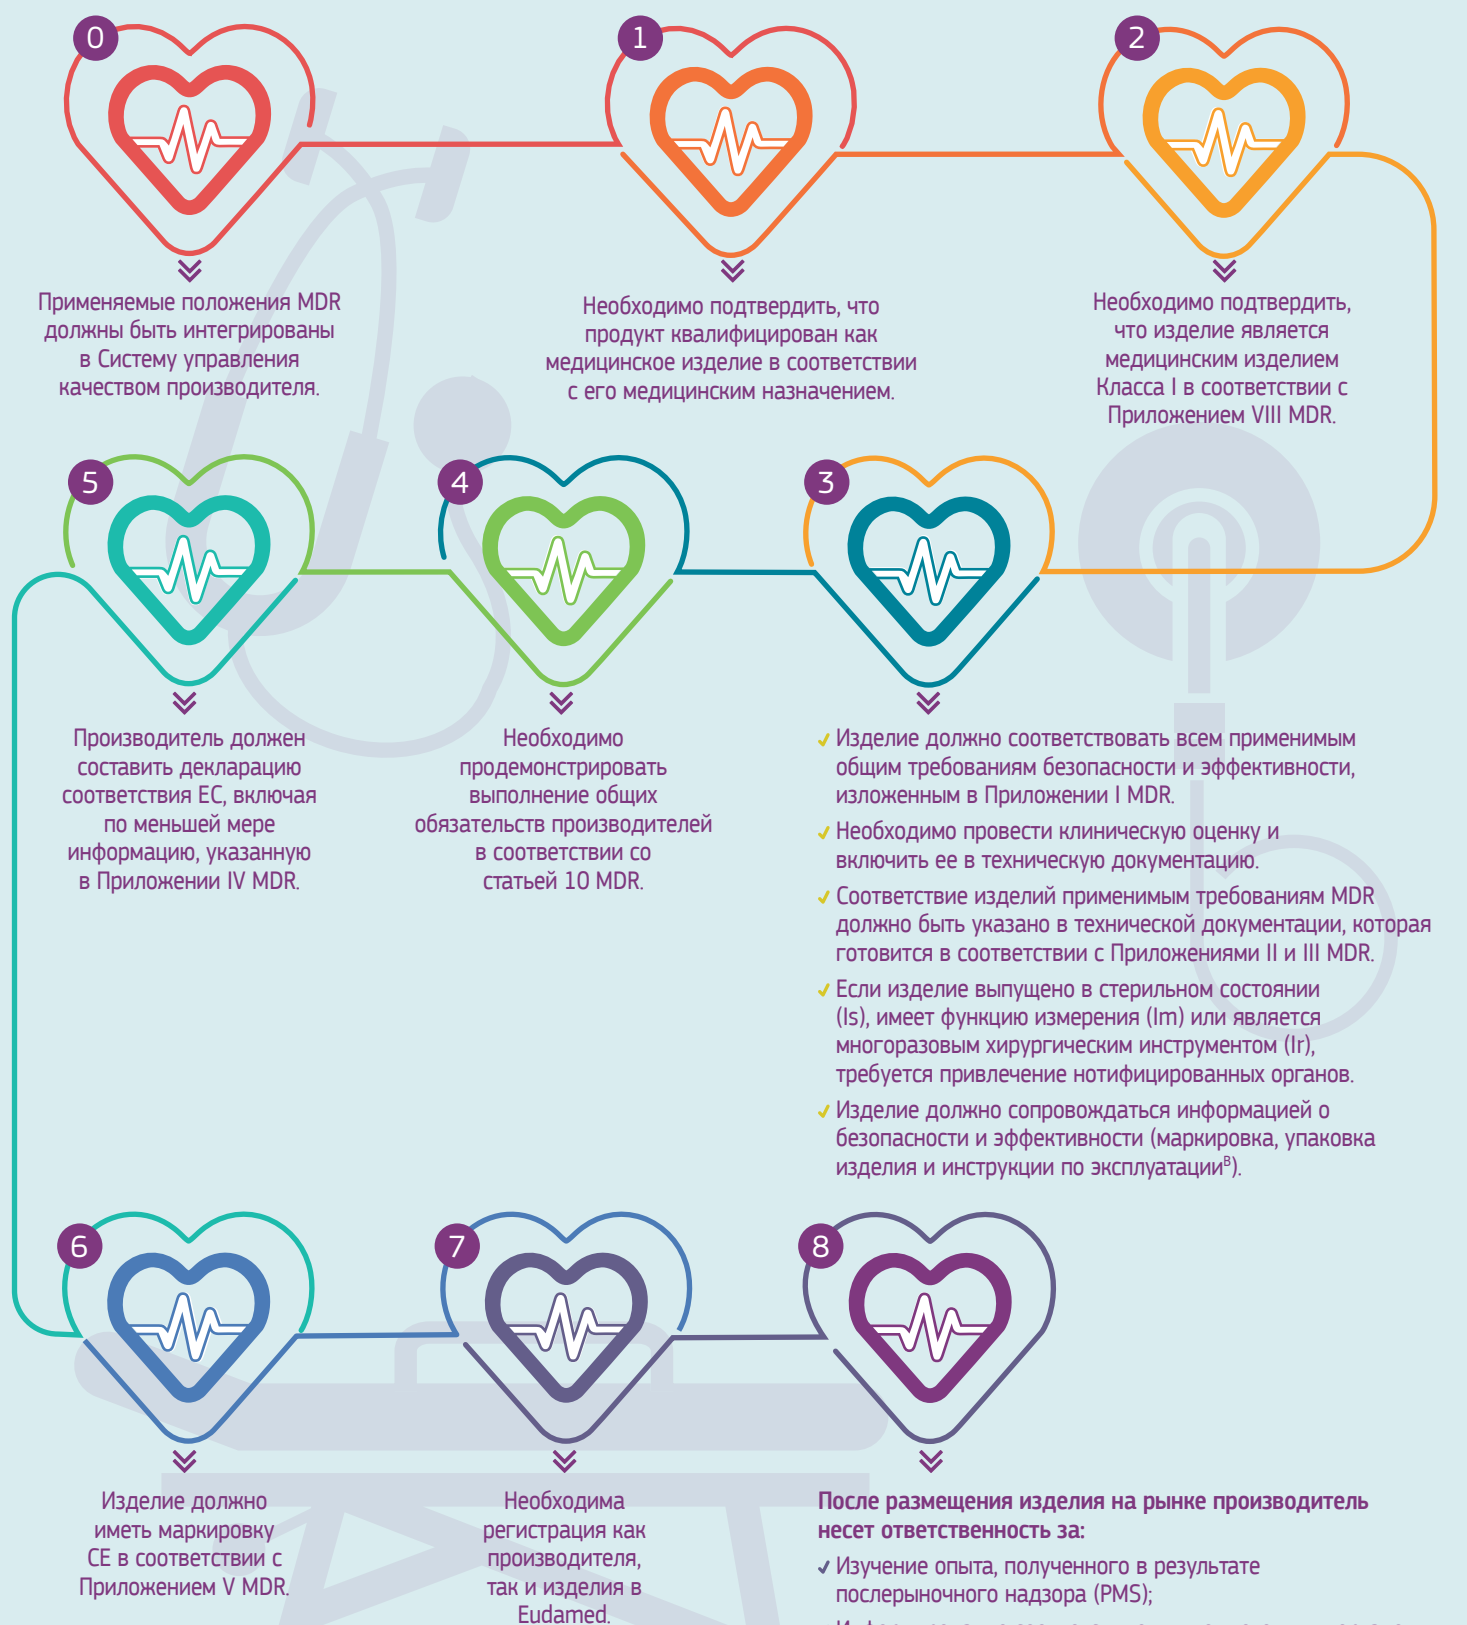 0
Применяемые положения MDR
должны быть интегрированы
в Систему управления
качеством производителя.
1
Необходимо подтвердить, что
продукт квалифицирован как
медицинское изделие в соответствии
с его медицинским назначением.
2
Необходимо подтвердить,
что изделие является
медицинским изделием
Класса I в соответствии с
Приложением VIII MDR.
3
Изделие должно соответствовать всем применимым
общим требованиям безопасности и эффективности,
изложенным в Приложении I MDR.
Необходимо провести клиническую оценку и
включить ее в техническую документацию.
Соответствие изделий применимым требованиям MDR
должно быть указано в технической документации, которая
готовится в соответствии с Приложениями II и III MDR.
Если изделие выпущено в стерильном состоянии
(Is), имеет функцию измерения (Im) или является
многоразовым хирургическим инструментом (Ir),
требуется привлечение нотифицированных органов.
Изделие должно сопровождаться информацией о
безопасности и эффективности (маркировка, упаковка
изделия и инструкции по эксплуатацииᴮ).
4
Необходимо
продемонстрировать
выполнение общих
обязательств производителей
в соответствии со
статьей 10 MDR.
5
Производитель должен
составить декларацию
соответствия ЕС, включая
по меньшей мере
информацию, указанную
в Приложении IV MDR.
6
Изделие должно
иметь маркировку
CE в соответствии с
Приложением V MDR.
7
Необходима
регистрация как
производителя,
так и изделия в
Eudamed.
8
После размещения изделия на рынке производитель
несет ответственность за:
Изучение опыта, полученного в результате
послерыночного надзора (PMS);